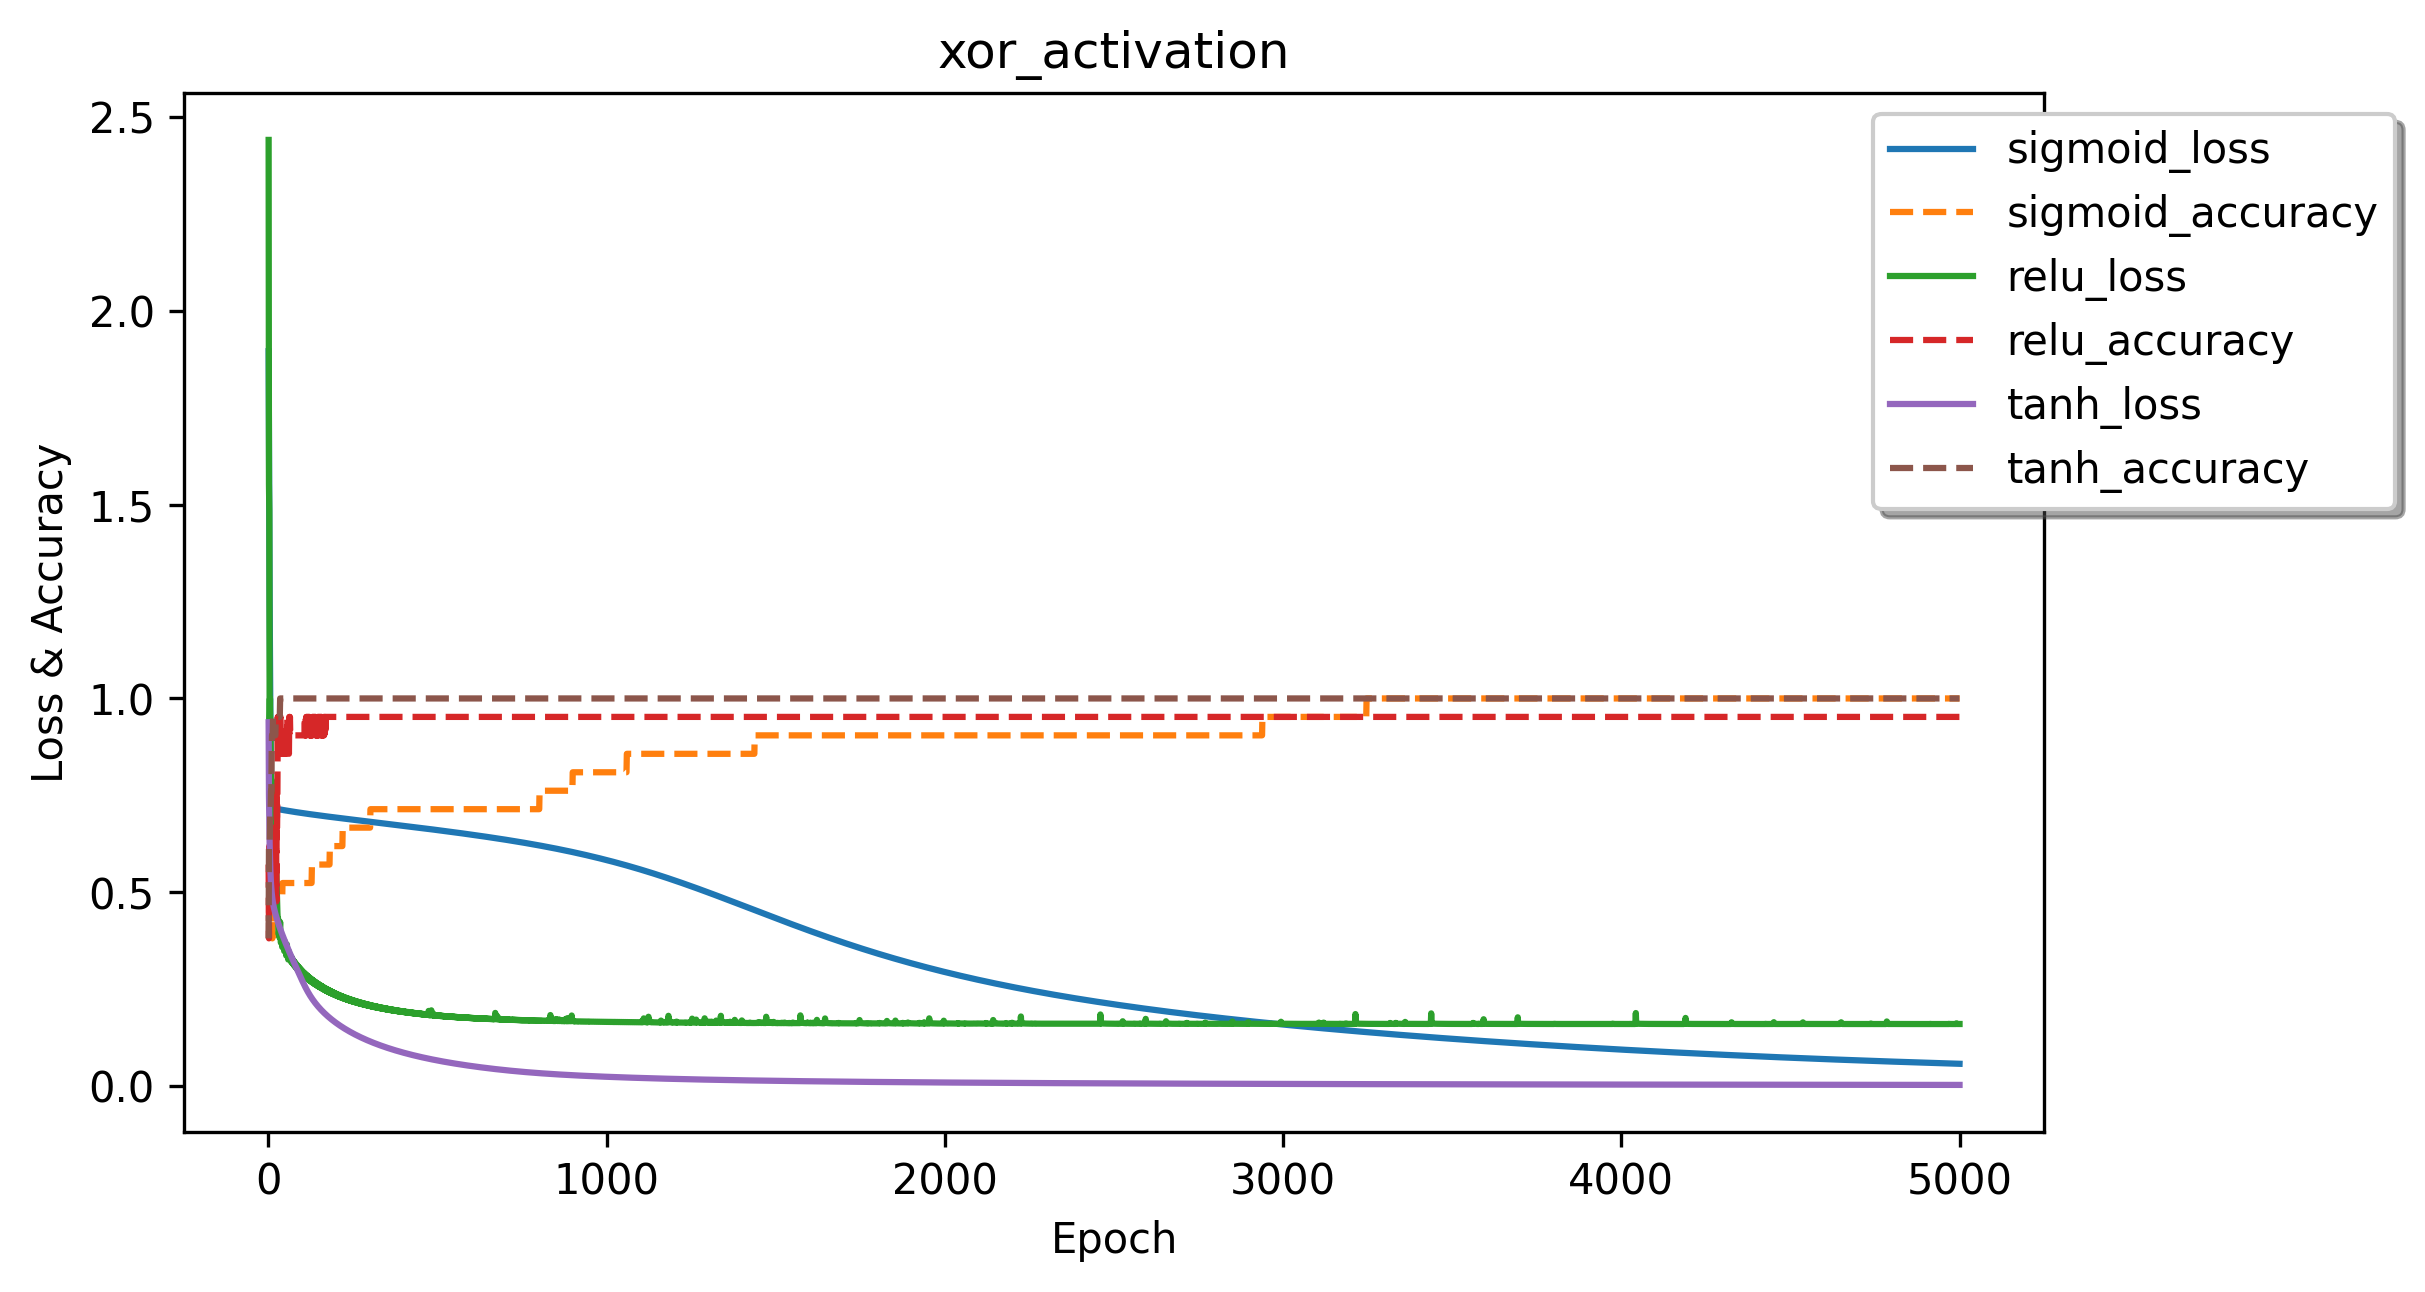 xor_activation
2.5
2.0
1.5
1.0
0.5
0.0
Loss & Accuracy
sigmoid_loss
sigmoid_accuracy
relu_loss
relu_accuracy
tanh_loss
tanh_accuracy
0 1000 2000 3000 4000 5000
Epoch